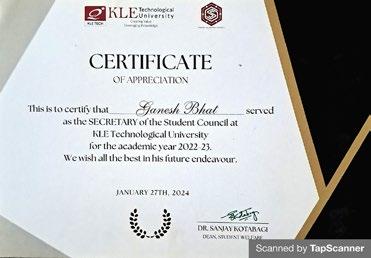 KLE Technological University
Creating Value
Leveraging Knowledge
KLE TECH
CERTIFICATE
OF APPRECIATION
This is to certify that Ganesh Bhat served
as the SECRETARY of the Student Council at
KLE Technological University
for the academic year 2022-23.
We wish all the best in his future endeavour.
JANUARY 27TH, 2024
DR. SANJAY KOTABAGI
DEAN, STUDENT WELFARE
Scanned by TapScanner